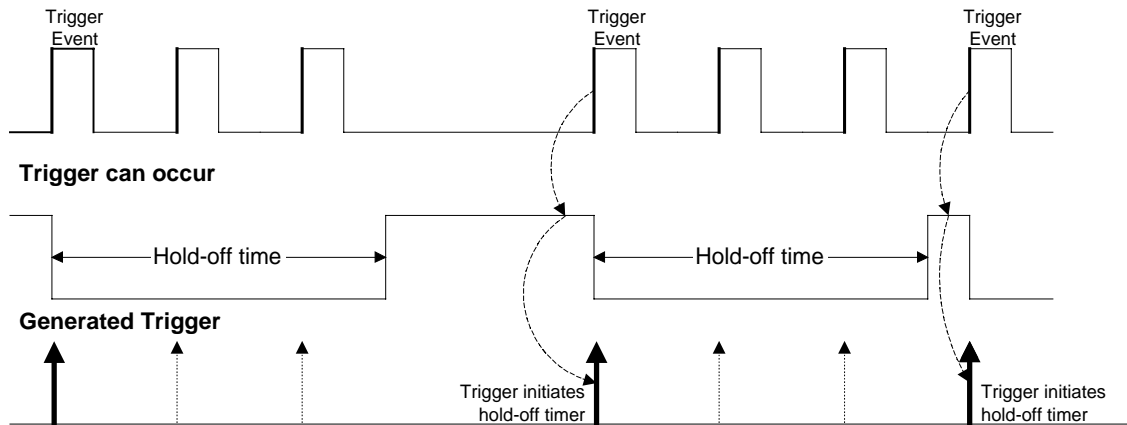 Trigger
Event
Trigger
Event
Trigger
Event
Trigger can occur
Hold-off time
Hold-off time
Generated Trigger
Trigger initiates
hold-off timer
Trigger initiates
hold-off timer